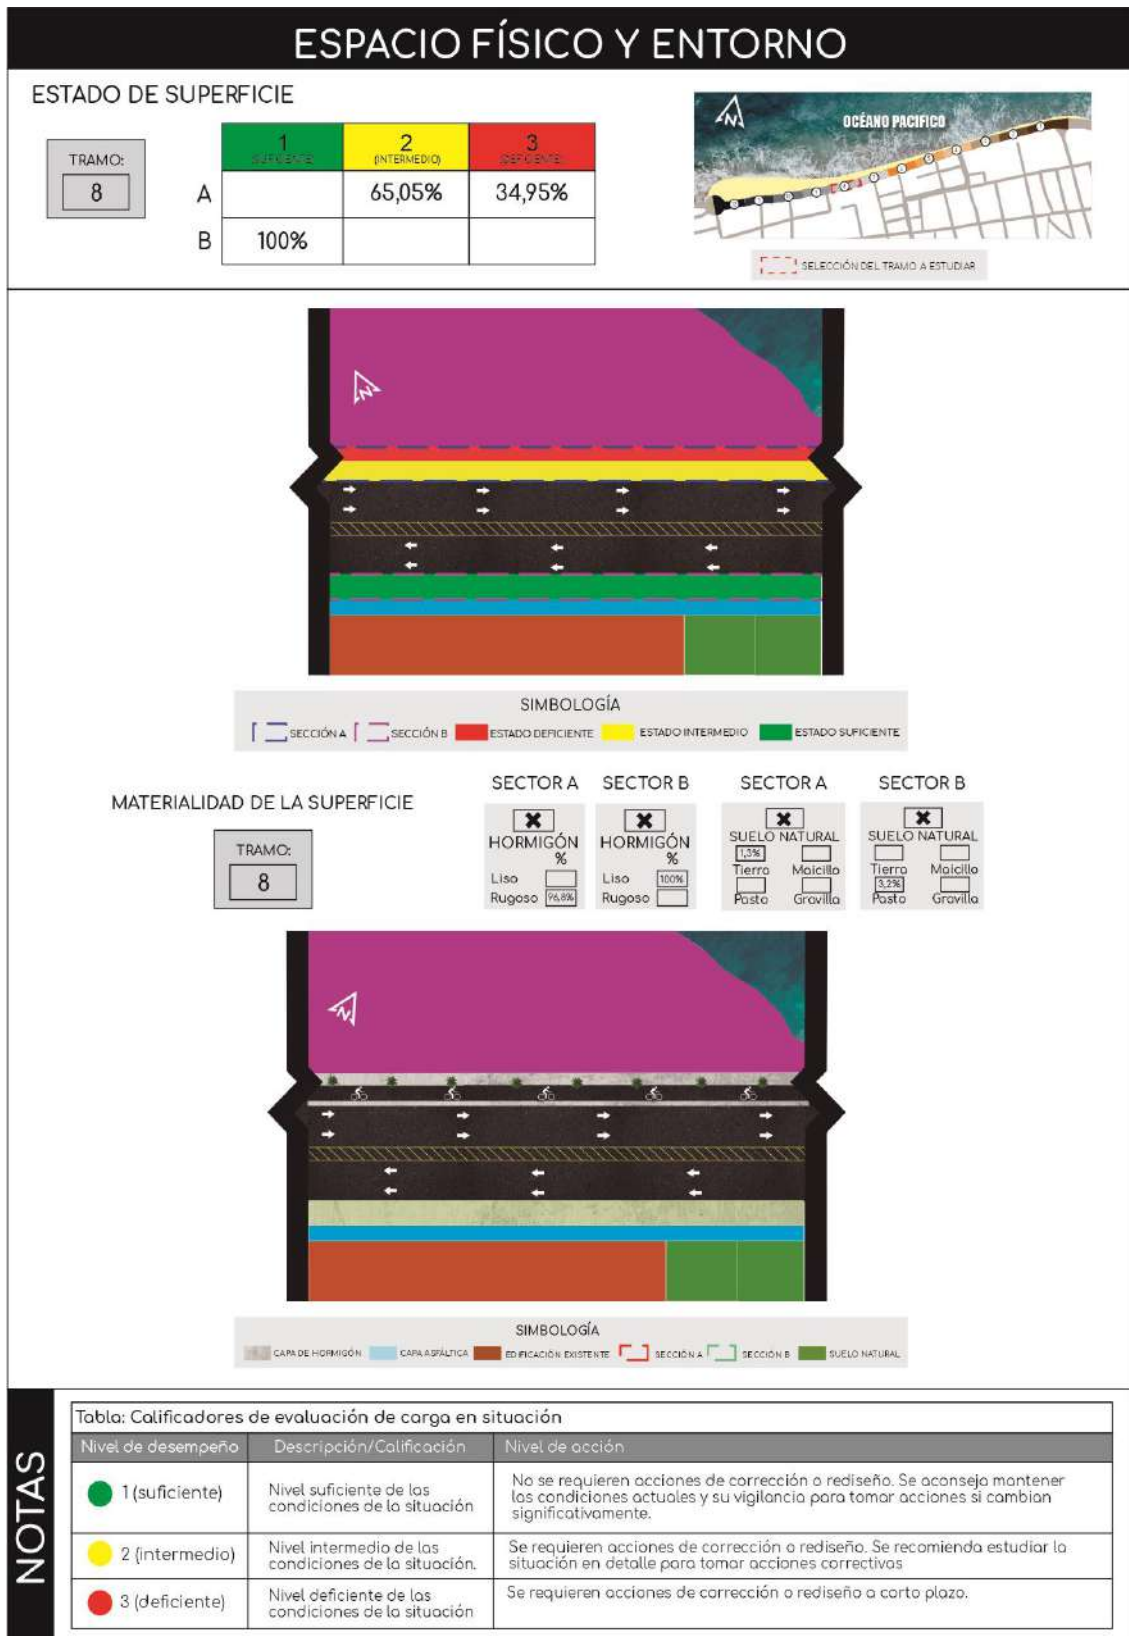 ESPACIO FÍSICO Y ENTORNO
ESTADO DE SUPERFICIE
TRAMO:
8
1
(SUFICIENTE)
2
(INTERMEDIO)
3
(DEFICIENTE)
A
65,05%
34,95%
B
100%
N
OCÉANO PACIFICO
SELECCIÓN DEL TRAMO A ESTUDIAR
N
SIMBOLOGÍA
SECCIÓN A
SECCIÓN B
ESTADO DEFICIENTE
ESTADO INTERMEDIO
ESTADO SUFICIENTE
MATERIALIDAD DE LA SUPERFICIE
TRAMO:
8
SECTOR A
HORMIGÓN
%
Liso
Rugoso 96,8%
SECTOR B
HORMIGÓN
%
Liso 100%
Rugoso
SECTOR A
SUELO NATURAL
1,3%
Tierra Maicillo
Pasto Gravilla
SECTOR B
SUELO NATURAL
Tierra Maicillo
3,2%
Pasto Gravilla
N
SIMBOLOGÍA
CAPA DE HORMIGÓN
CAPA ASFÁLTICA
EDIFICACIÓN EXISTENTE
SECCIÓN A
SECCIÓN B
SUELO NATURAL
NOTAS
Tabla: Calificadores de evaluación de carga en situación
Nivel de desempeño
Descripción/Calificación
Nivel de acción
1 (suficiente)
Nivel suficiente de las
condiciones de la situación
No se requieren acciones de corrección o rediseño. Se aconseja mantener
las condiciones actuales y su vigilancia para tomar acciones si cambian
significativamente.
2 (intermedio)
Nivel intermedio de las
condiciones de la situación.
Se requieren acciones de corrección o rediseño. Se recomienda estudiar la
situación en detalle para tomar acciones correctivas
3 (deficiente)
Nivel deficiente de las
condiciones de la situación
Se requieren acciones de corrección o rediseño a corto plazo.